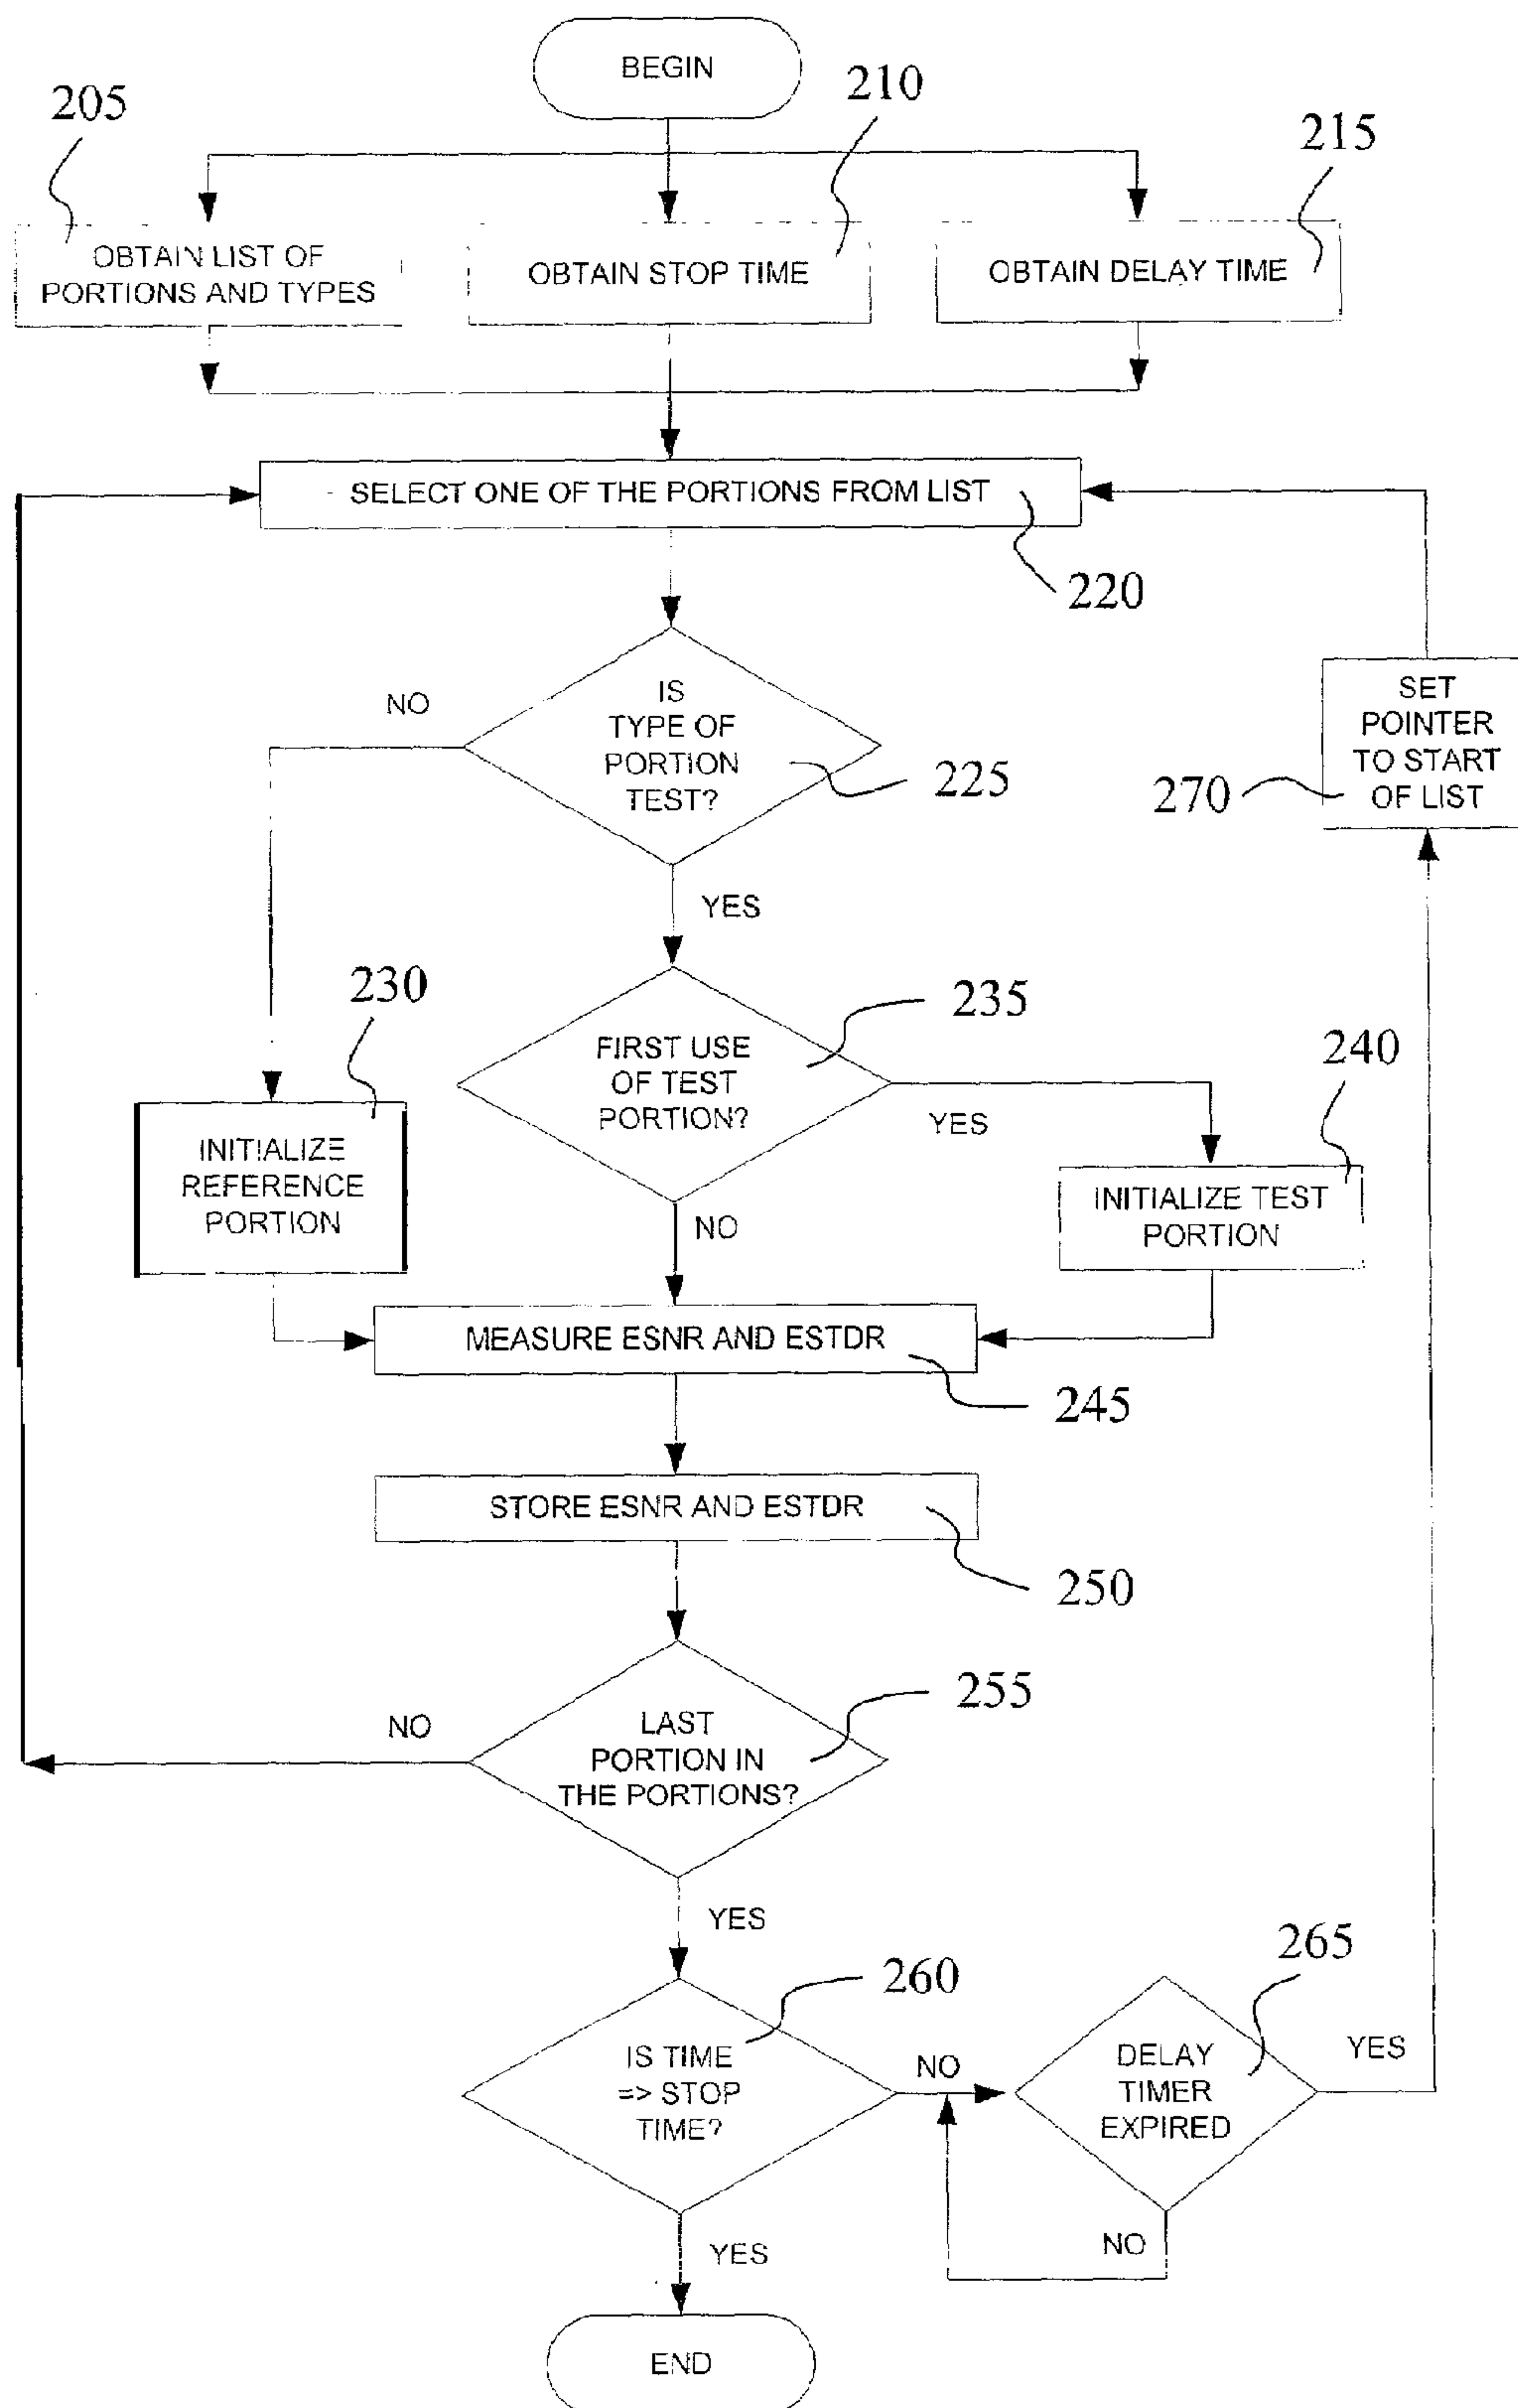 BEGIN
205
210
215
OBTAIN LIST OF
PORTIONS AND TYPES
OBTAIN STOP TIME
OBTAIN DELAY TIME
SELECT ONE OF THE PORTIONS FROM LIST
220
IS
TYPE OF
PORTION
TEST?
NO
225
YES
SET
POINTER
TO START
OF LIST
270
230
INITIALIZE
REFERENCE
PORTION
FIRST USE
OF TEST
PORTION?
235
YES
NO
240
INITIALIZE TEST
PORTION
MEASURE ESNR AND ESTDR
245
STORE ESNR AND ESTDR
250
NO
LAST
PORTION IN
THE PORTIONS?
255
YES
IS TIME
=> STOP
TIME?
260
NO
DELAY
TIMER
EXPIRED
265
YES
NO
YES
END